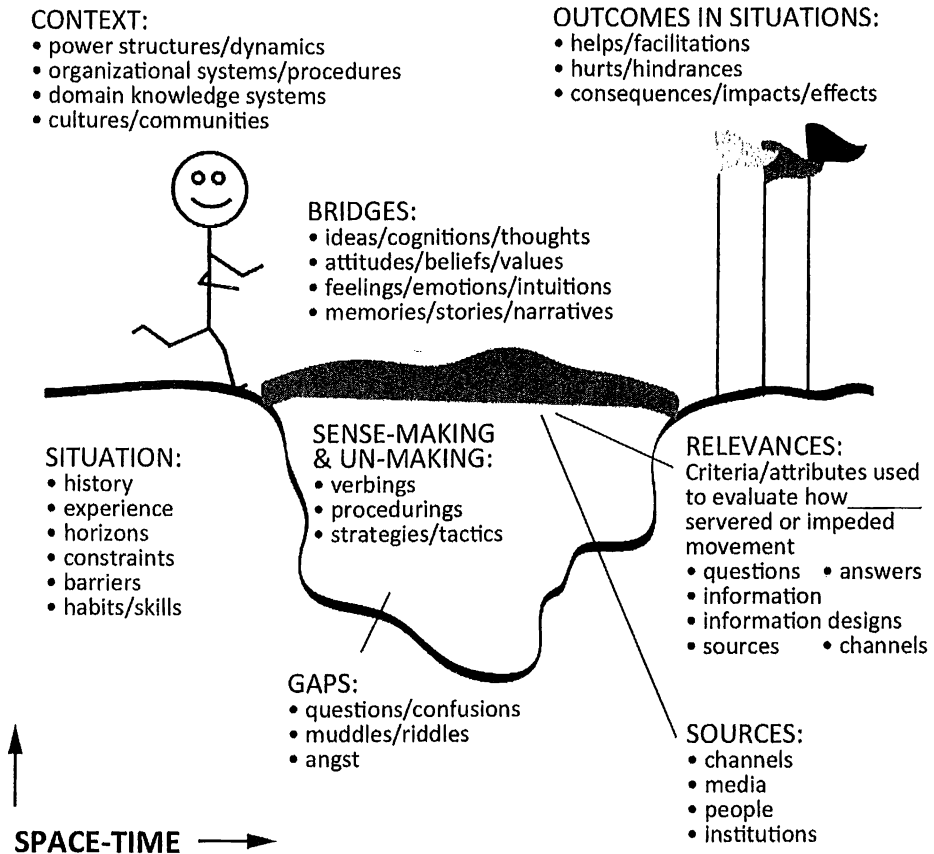 CONTEXT:
• power structures/dynamics
• organizational systems/procedures
• domain knowledge systems
• cultures/communities
OUTCOMES IN SITUATIONS:
• helps/facilitations
• hurts/hindrances
• consequences/impacts/effects
BRIDGES:
• ideas/cognitions/thoughts
• attitudes/beliefs/values
• feelings/emotions/intuitions
• memories/stories/narratives
SITUATION:
• history
• experience
• horizons
• constraints
• barriers
• habits/skills
SENSE-MAKING
& UN-MAKING:
• verbings
• procedurings
• strategies/tactics
RELEVANCES:
Criteria/attributes used
to evaluate how______
servered or impeded
movement
• questions • answers
• information
• information designs
• sources • channels
GAPS:
• questions/confusions
• muddles/riddles
• angst
SOURCES:
• channels
• media
• people
• institutions
SPACE-TIME